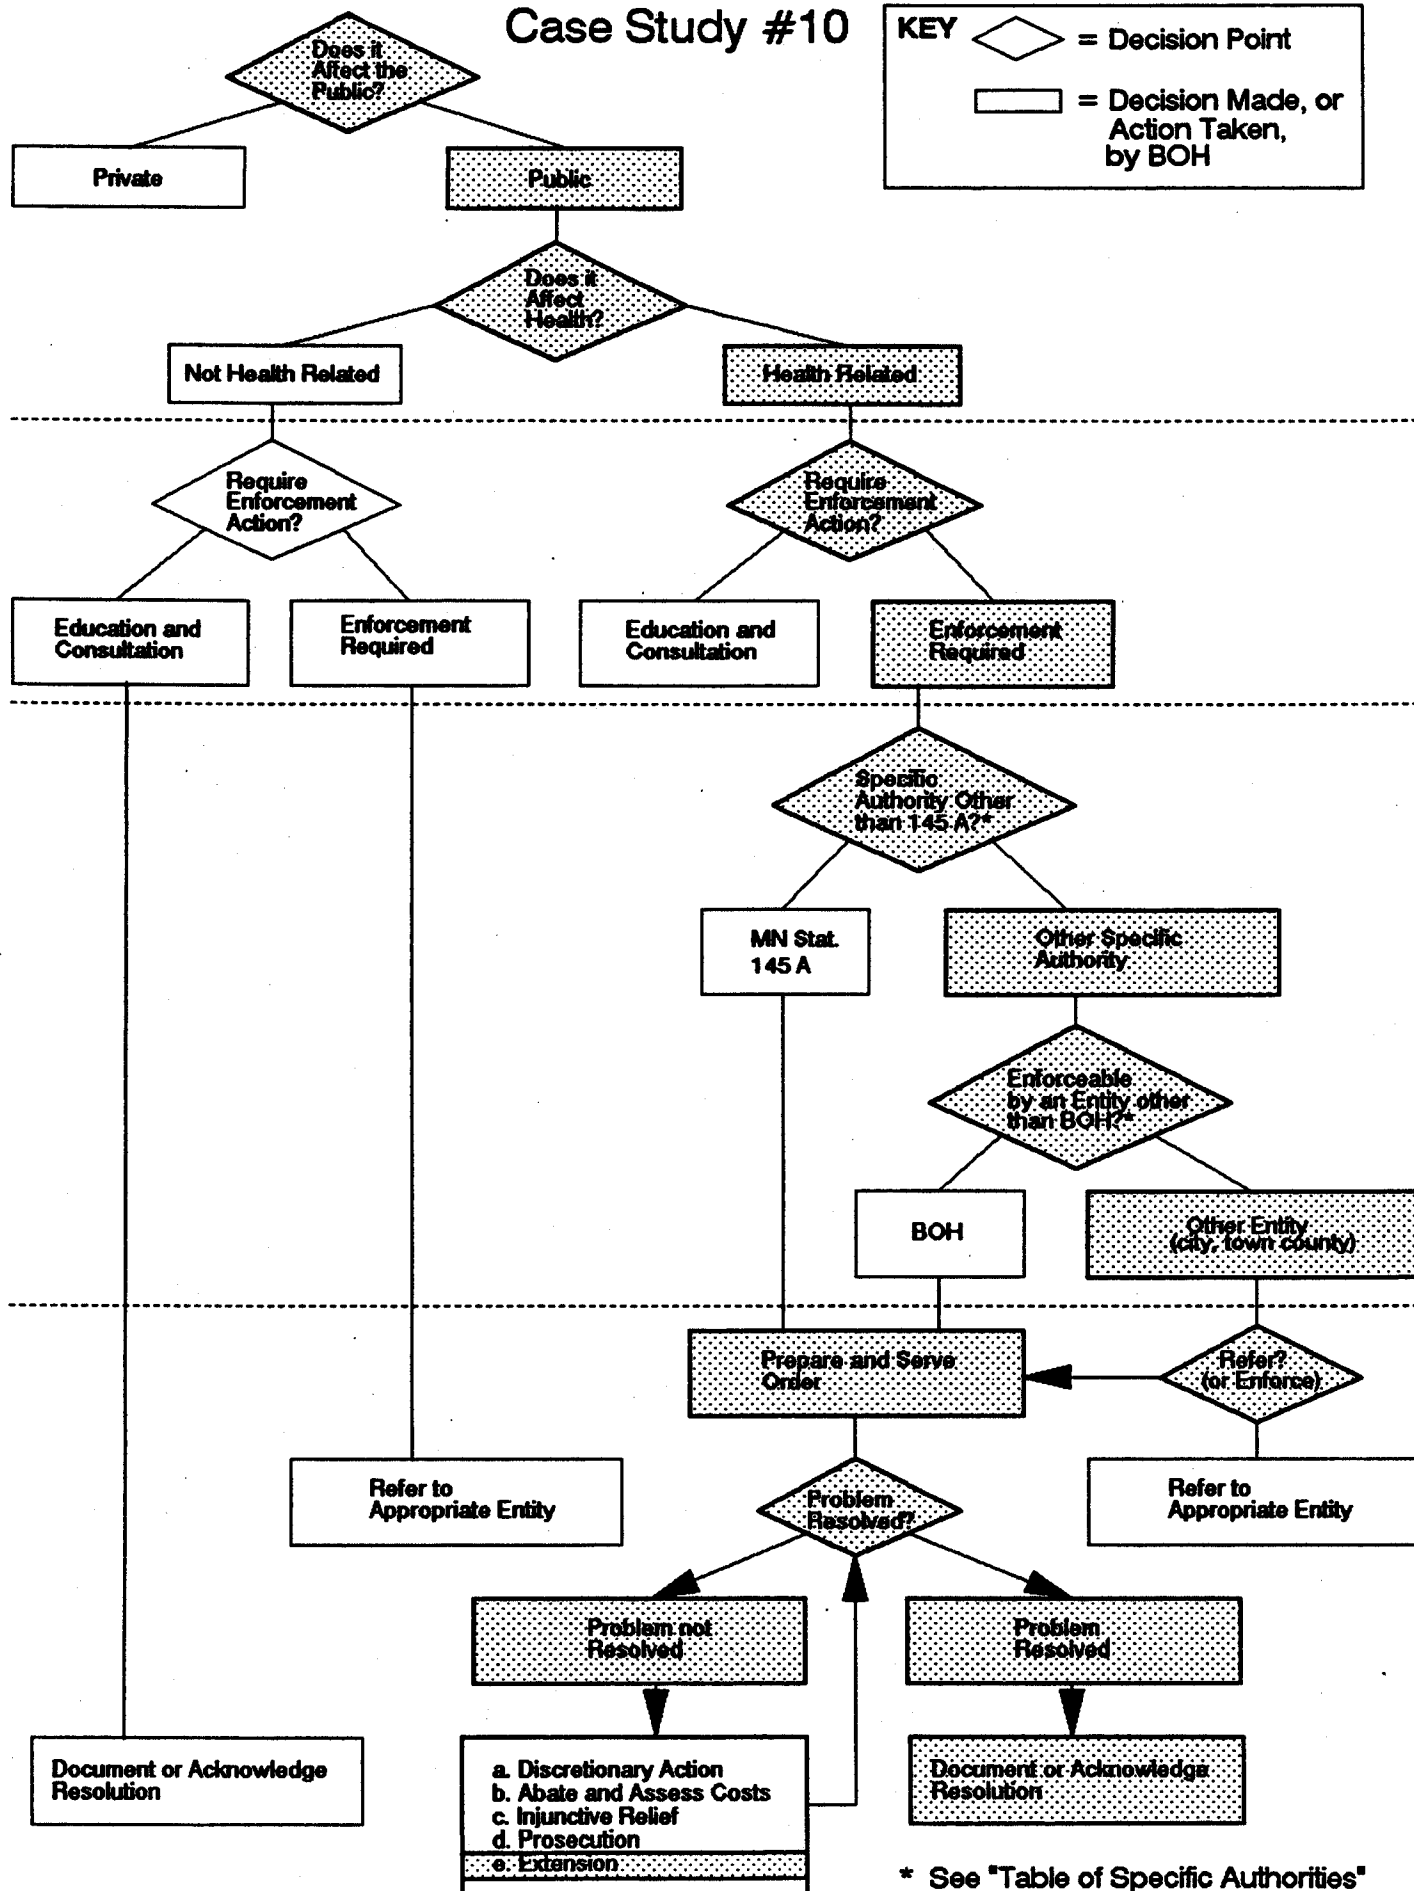 Case Study #10
KEY
= Decision Point
= Decision Made, or
Action Taken,
by BOH
Does it
Affect the
Public?
Private
Public
Does it
Affect
Health?
Not Health Related
Health Related
Require
Enforcement
Action?
Require
Enforcement
Action?
Education and
Consultation
Enforcement
Required
Education and
Consultation
Enforcement
Required
Specific
Authority Other
than 145 A?*
MN Stat.
145 A
Other Specific
Authority
Enforceable
by an Entity other
than BOH?*
BOH
Other Entity
(city, town county)
Prepare and Serve
Order
Refer?
(or Enforce)
Refer to
Appropriate Entity
Problem
Resolved?
Refer to
Appropriate Entity
Problem not
Resolved
Problem
Resolved
Document or Acknowledge
Resolution
a. Discretionary Action
b. Abate and Assess Costs
c. Injunctive Relief
d. Prosecution
e. Extension
Document or Acknowledge
Resolution
* See "Table of Specific Authorities"